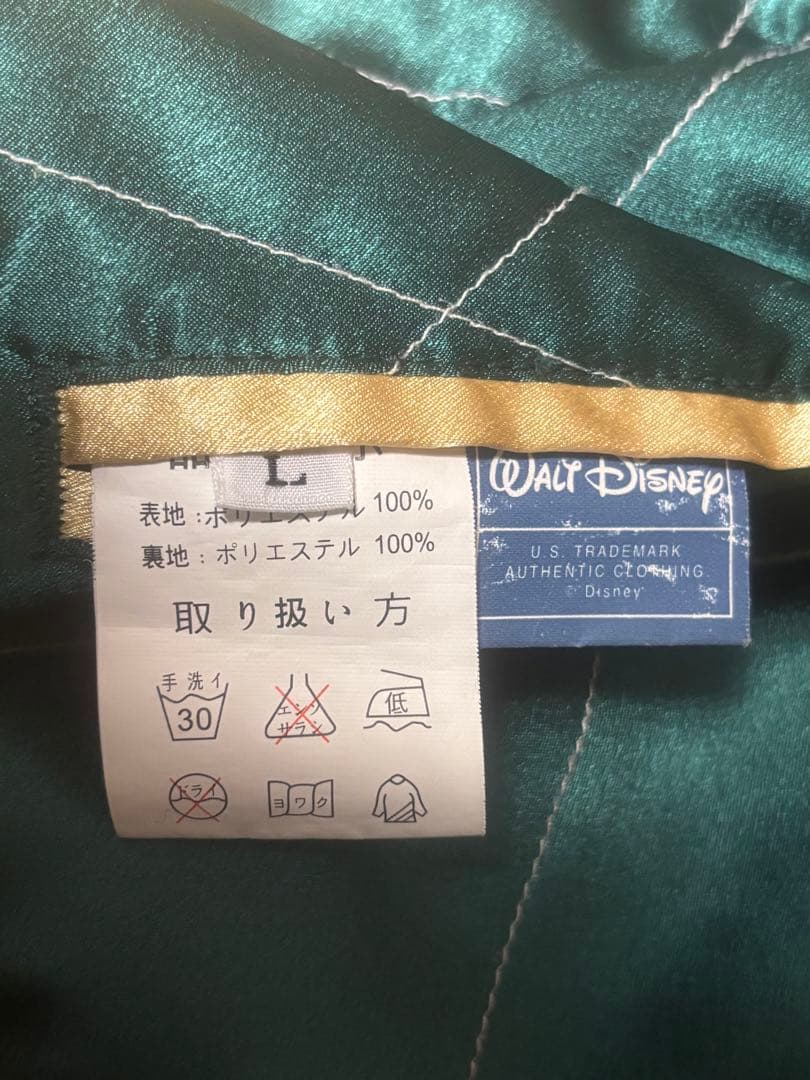 L
表地：ポリエステル 100%
裏地：ポリエステル 100%
取り扱い方
手洗イ
30
エンソ
サラシ
低
ドライ
ヨワク
WALT DISNEY
U.S. TRADEMARK
AUTHENTIC CLOTHING
© Disney